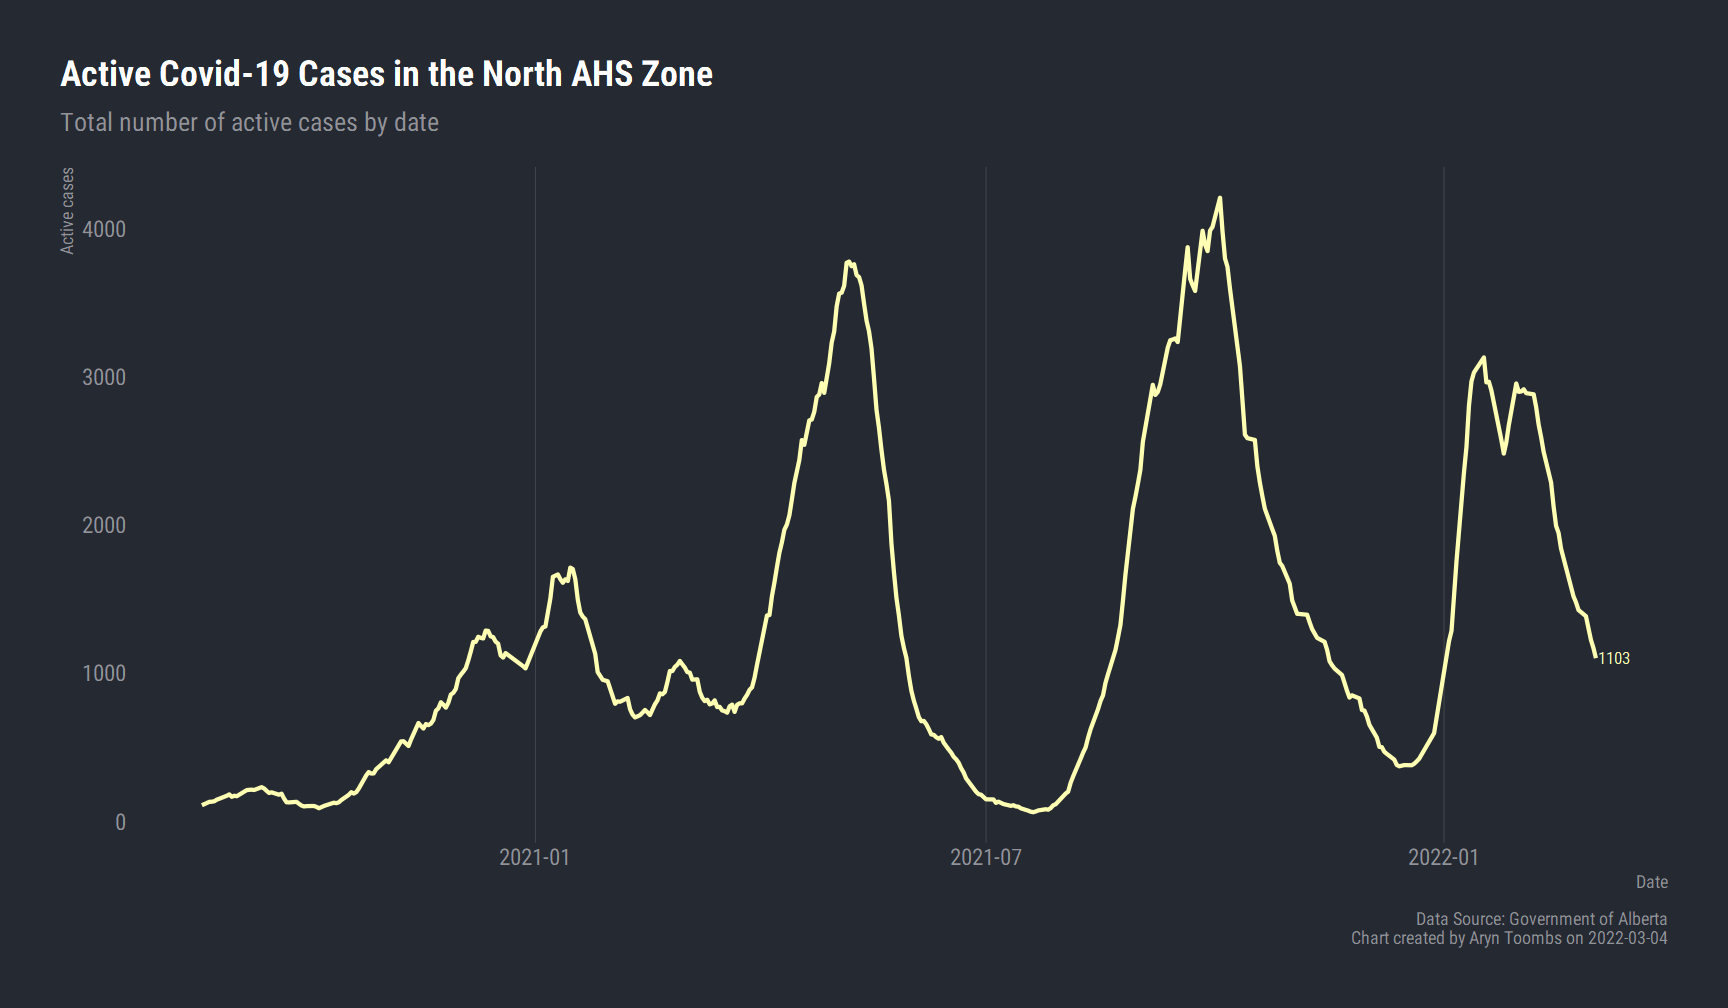 Active Covid-19 Cases in the North AHS Zone
Total number of active cases by date
Active cases
4000
3000
2000
1000
0
1103
2021-01
2021-07
2022-01
Date
Data Source: Government of Alberta
Chart created by Aryn Toombs on 2022-03-04